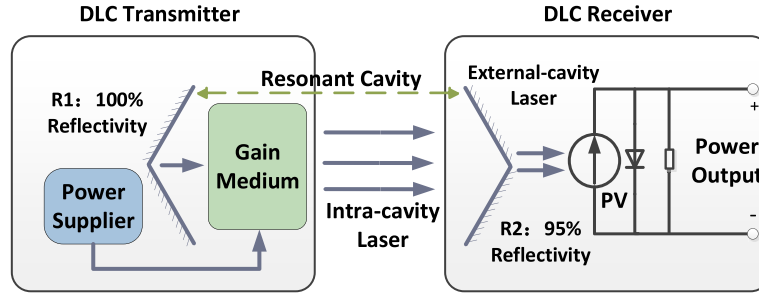 DLC Transmitter
DLC Receiver
Resonant Cavity
External-cavity
Laser
R1： 100%
Reflectivity
Gain
Medium
Power
Supplier
Intra-cavity
Laser
+
Power
Output
PV
-
R2： 95%
Reflectivity